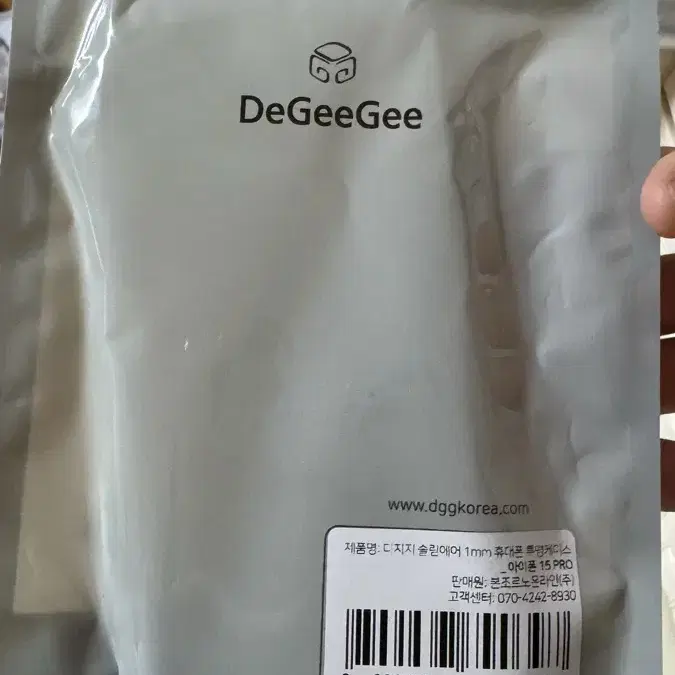 DeGeeGee
www.dggkorea.com
제품명: 디지지 슬림에어 1mm 휴대폰 투명케이스
_아이폰 15 PRO
판매원: 본조르노온라인(주)
고객센터: 070-4242-8930